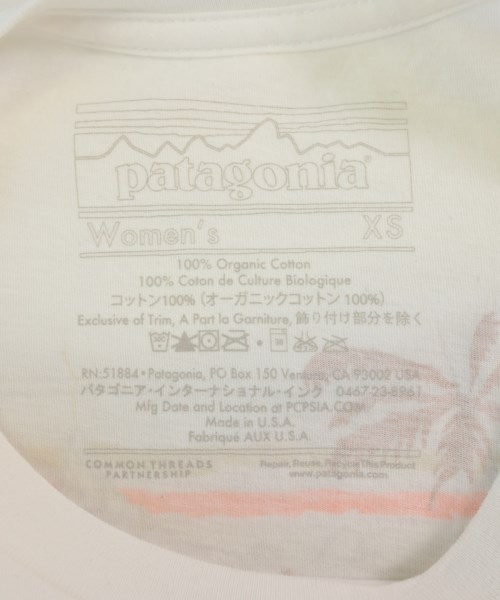 patagonia®
Women's XS
100% Organic Cotton
100% Coton de Culture Biologique
コットン100% (オーガニックコットン 100%)
Exclusive of Trim, A Part la Garniture, 飾り付け部分を除く
RN:51884 • Patagonia, PO Box 150 Ventura, CA 93002 USA
パタゴニア・インターナショナル・インク 0467-23-8961
Mfg Date and Location at PCPSIA.COM
Made in U.S.A.
Fabriqué AUX U.S.A.
COMMON THREADS Repair, Reuse, Recycle This Product
PARTNERSHIP www.patagonia.com